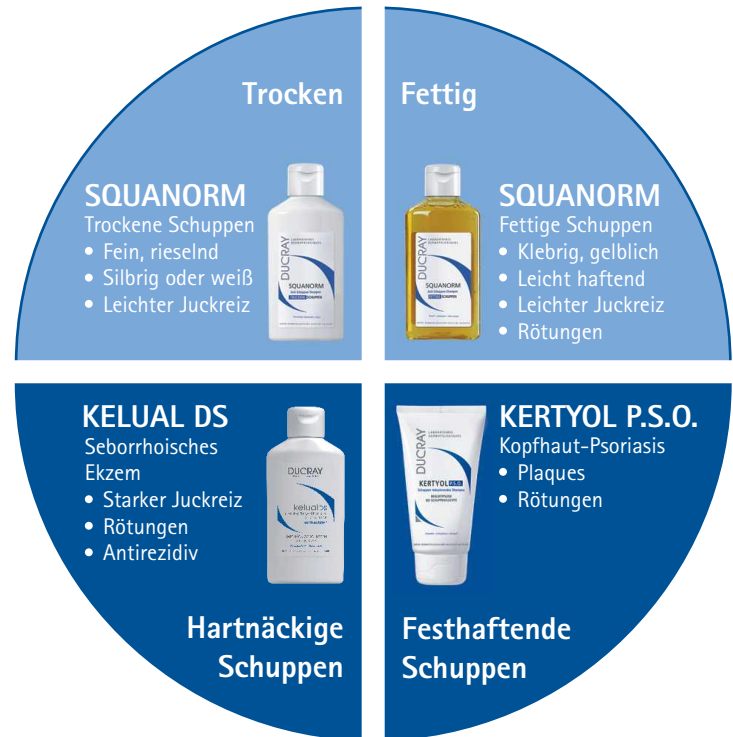 Trocken
SQUANORM
Trockene Schuppen
• Fein, rieselnd
• Silbrig oder weiß
• Leichter Juckreiz
DUCRAY
SQUANORM
Fettig
SQUANORM
Fettige Schuppen
• Klebrig, gelblich
• Leicht haftend
• Leichter Juckreiz
• Rötungen
DUCRAY
SQUANORM
KELUAL DS
Seborrhoisches
Ekzem
• Starker Juckreiz
• Rötungen
• Antirezidiv
DUCRAY
kelual ds
Hartnäckige
Schuppen
KERTYOL P.S.O.
Kopfhaut-Psoriasis
• Plaques
• Rötungen
DUCRAY
KERTYOL P.S.O.
Festhaftende
Schuppen